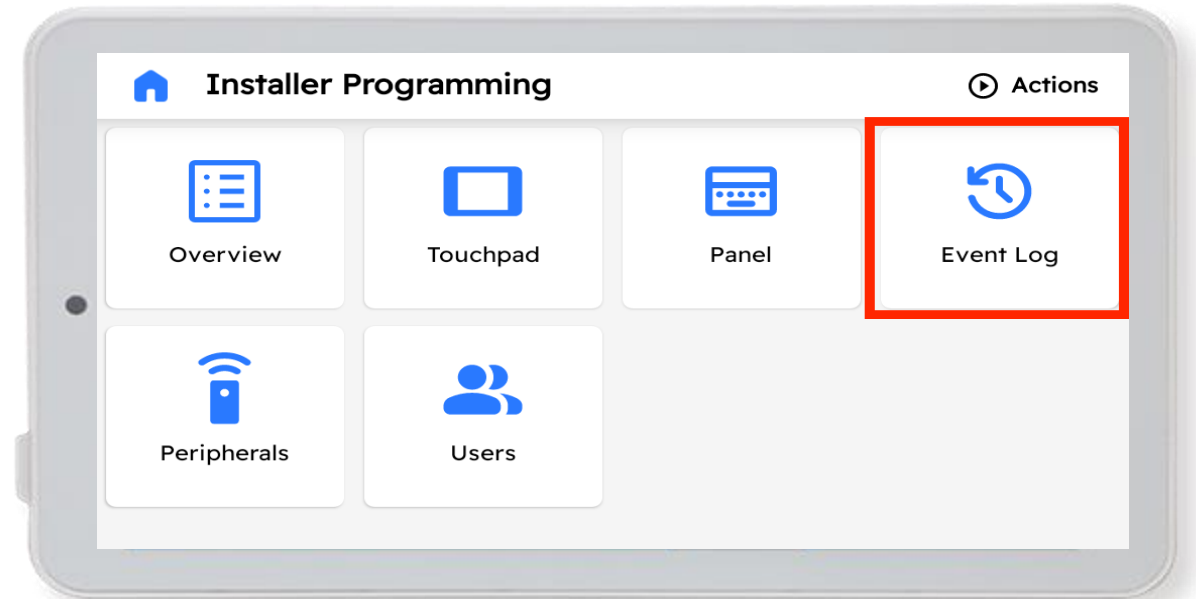 Installer Programming
Actions
Overview
Touchpad
Panel
Event Log
Peripherals
Users